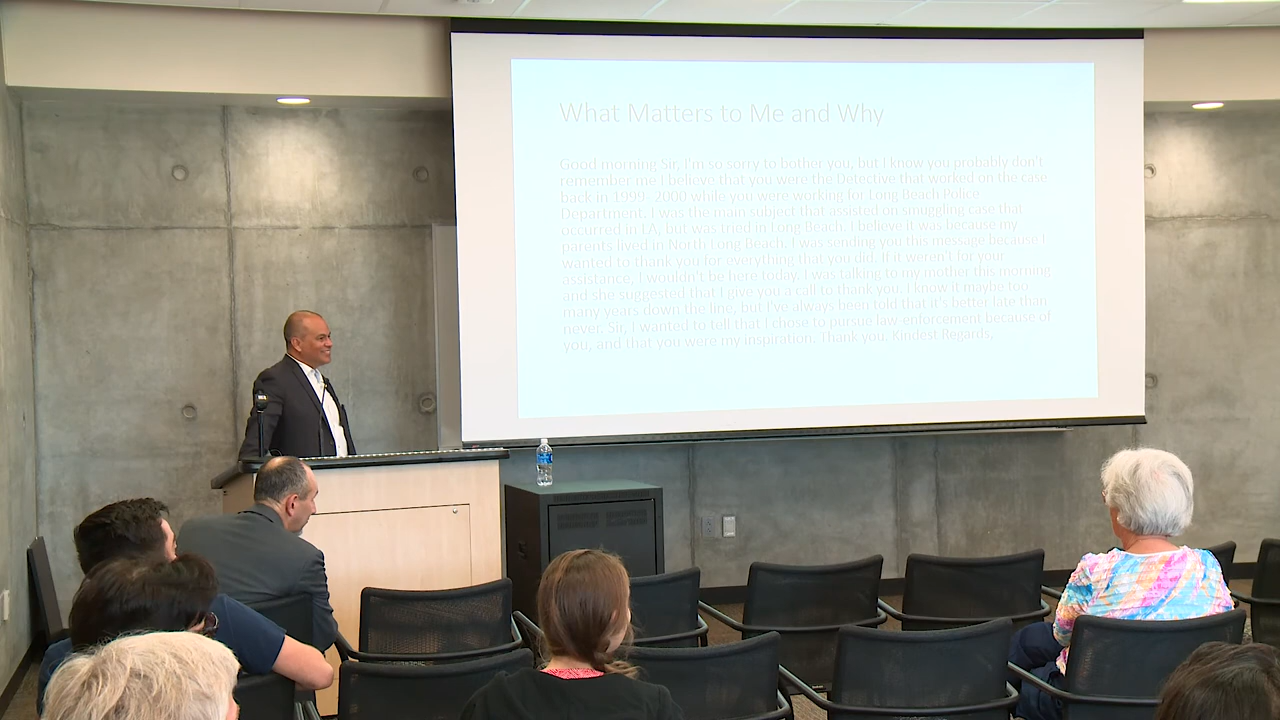 What Matters to Me and Why
Good morning Sir, I'm so sorry to bother you, but I know you probably don't
remember me I believe that you were the Detective that worked on the case
back in 1999- 2000 while you were working for Long Beach Police
Department. I was the main subject that assisted on smuggling case that
occurred in LA, but was tried in Long Beach. I believe it was because my
parents lived in North Long Beach. I was sending you this message because I
wanted to thank you for everything that you did. If it weren't for your
assistance, I wouldn't be here today. I was talking to my mother this morning
and she suggested that I give you a call to thank you. I know it maybe too
many years down the line, but I've always been told that it's better late than
never. Sir, I wanted to tell that I chose to pursue law enforcement because of
you, and that you were my inspiration. Thank you. Kindest Regards,